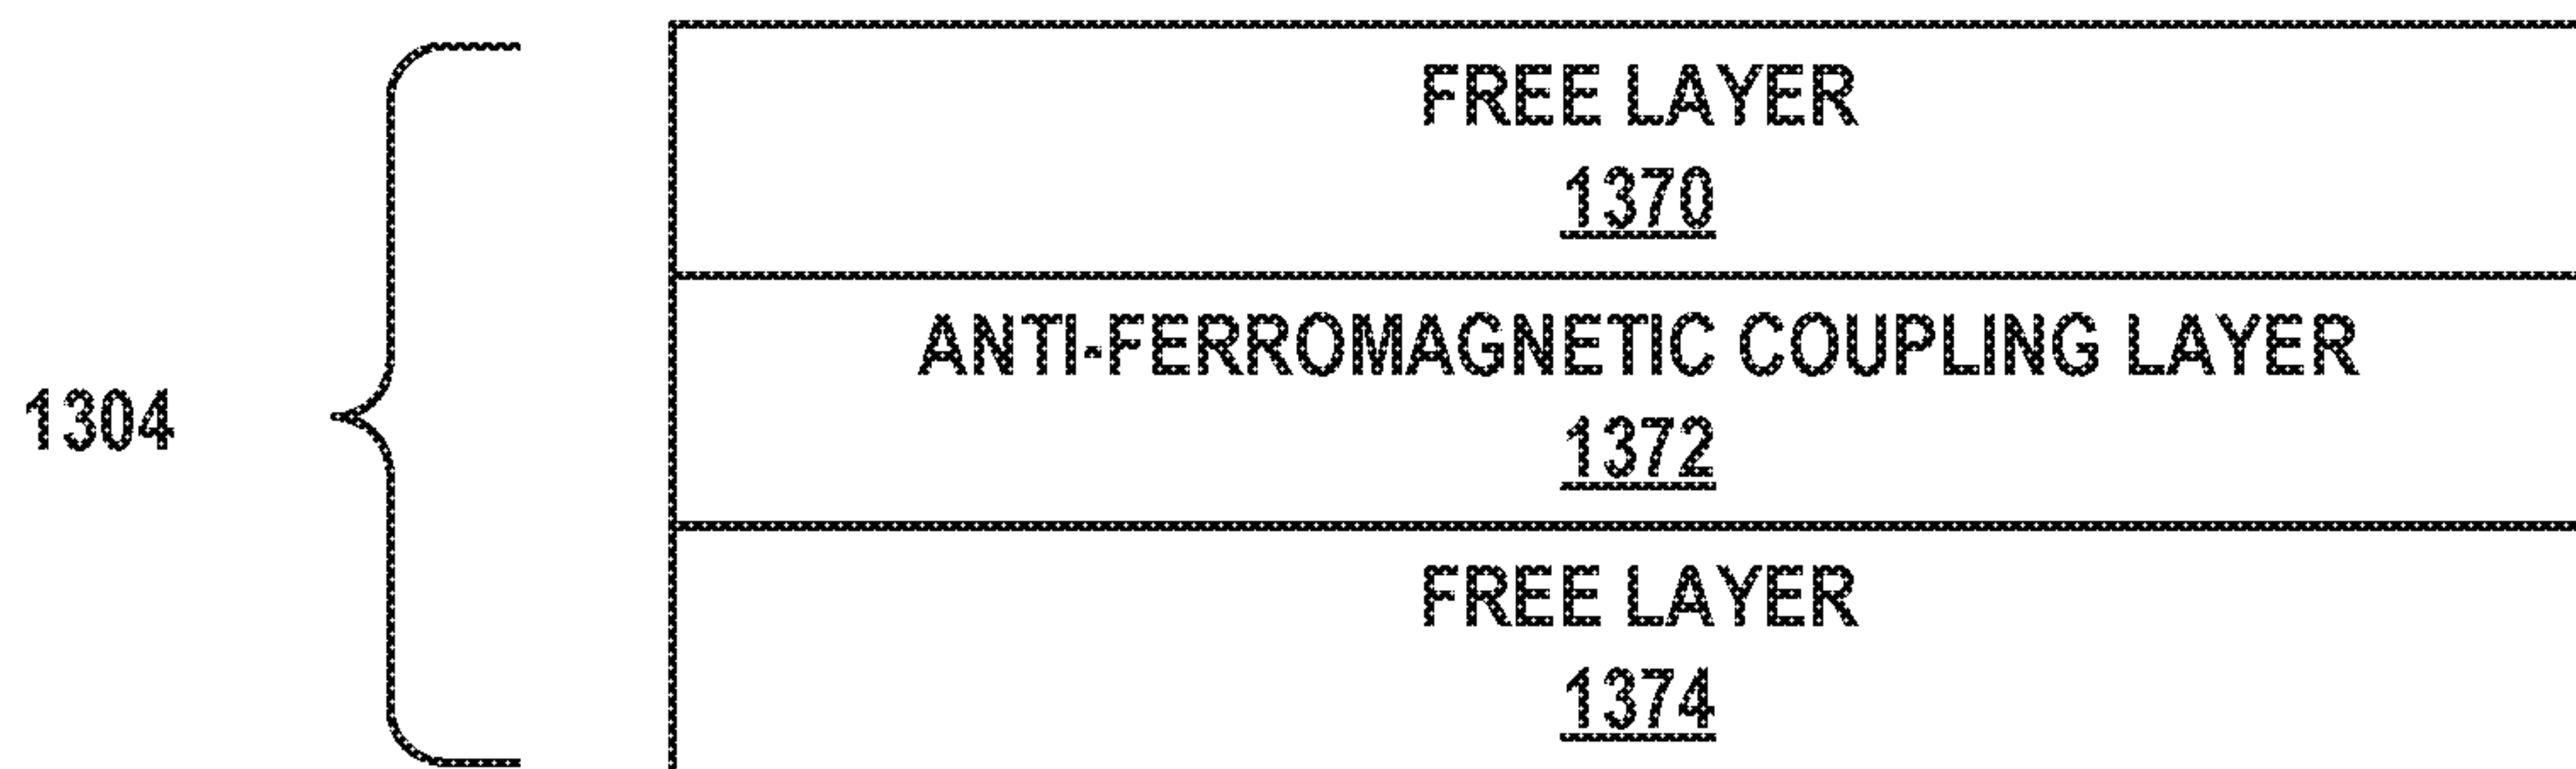 FREE LAYER
1370
ANTI-FERROMAGNETIC COUPLING LAYER
1372
1304
FREE LAYER
1374